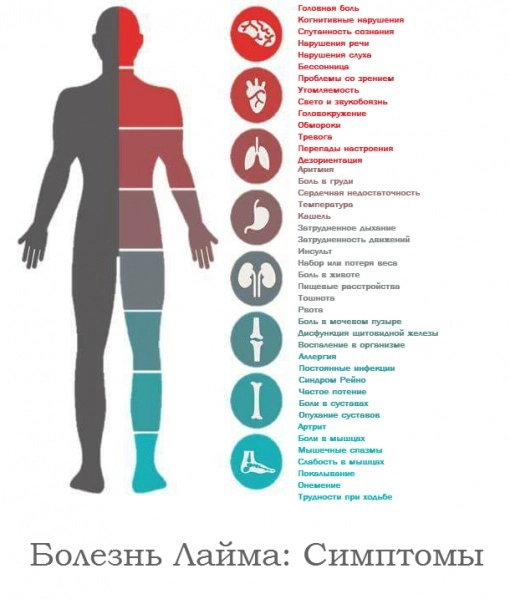 Головная боль
Когнитивные нарушения
Спутанность сознания
Нарушения речи
Нарушения слуха
Бессонница
Проблемы со зрением
Утомляемость
Свето и звукобоязнь
Головокружение
Обмороки
Тревога
Перепады настроения
Дезориентация
Аритмия
Боль в груди
Сердечная недостаточность
Температура
Кашель
Затрудненное дыхание
Затрудненность движений
Инсульт
Набор или потеря веса
Боль в животе
Пищевые расстройства
Тошнота
Рвота
Боль в мочевом пузыре
Дисфункция щитовидной железы
Воспаление в организме
Аллергия
Постоянные инфекции
Синдром Рейно
Частое потение
Боли в суставах
Опухание суставов
Артрит
Боли в мышцах
Мышечные спазмы
Слабость в мышцах
Покалывание
Онемение
Трудности при ходьбе
Болезнь Лайма: Симптомы